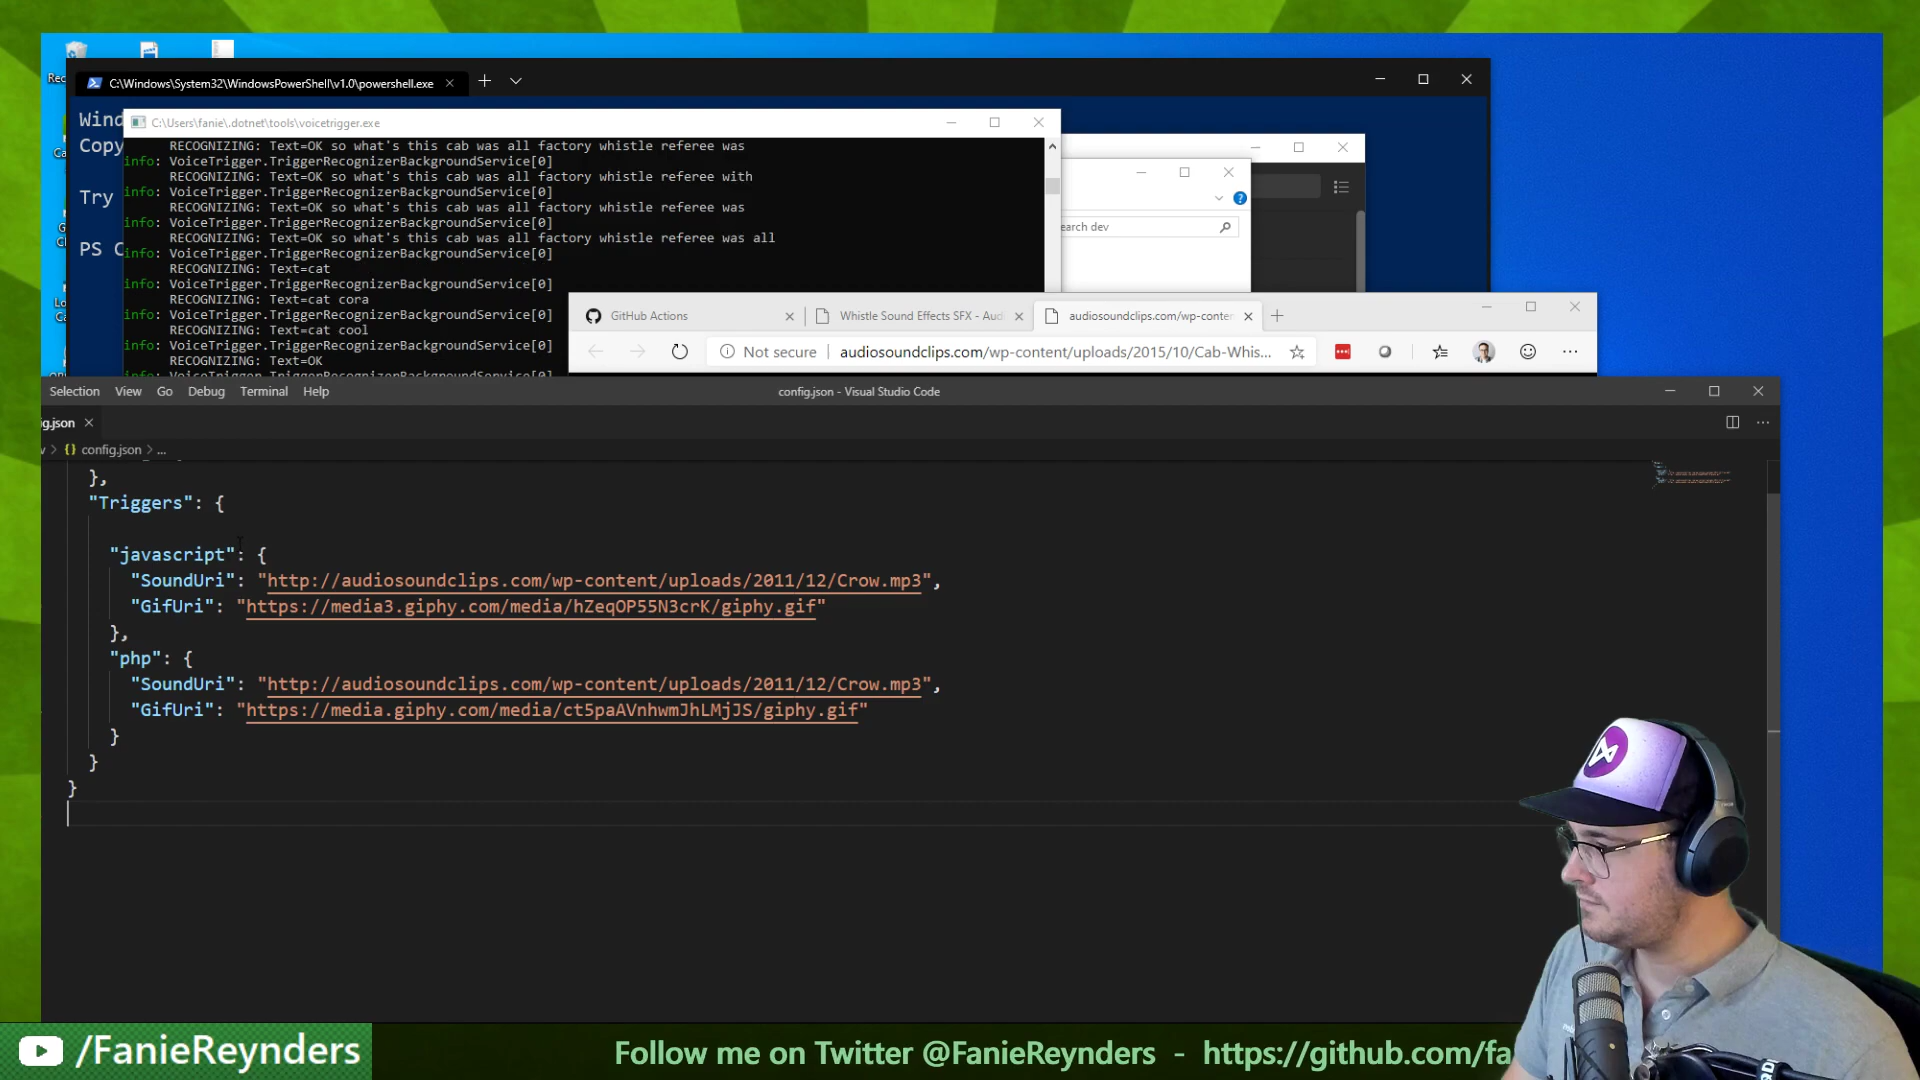 Rec
C:\Windows\System32\WindowsPowerShell\v1.0\powershell.exe
Wind
Copy
Try
PS C
C:\Users\fanie\.dotnet\tools\voicetrigger.exe
RECOGNIZING: Text=OK so what's this cab was all factory whistle referee was
info: VoiceTrigger.TriggerRecognizerBackgroundService[0]
RECOGNIZING: Text=OK so what's this cab was all factory whistle referee with
info: VoiceTrigger.TriggerRecognizerBackgroundService[0]
RECOGNIZING: Text=OK so what's this cab was all factory whistle referee was
info: VoiceTrigger.TriggerRecognizerBackgroundService[0]
RECOGNIZING: Text=OK so what's this cab was all factory whistle referee was all
info: VoiceTrigger.TriggerRecognizerBackgroundService[0]
RECOGNIZING: Text=cat
info: VoiceTrigger.TriggerRecognizerBackgroundService[0]
RECOGNIZING: Text=cat cora
info: VoiceTrigger.TriggerRecognizerBackgroundService[0]
RECOGNIZING: Text=cat cool
info: VoiceTrigger.TriggerRecognizerBackgroundService[0]
RECOGNIZING: Text=OK
earch dev
GitHub Actions
Whistle Sound Effects SFX - Aud
audiosoundclips.com/wp-conte
Not secure | audiosoundclips.com/wp-content/uploads/2015/10/Cab-Whis...
Selection View Go Debug Terminal Help
config.json - Visual Studio Code
ig.json
v > {} config.json > ...
},
"Triggers": {
"javascript": {
"SoundUri": "http://audiosoundclips.com/wp-content/uploads/2011/12/Crow.mp3",
"GifUri": "https://media3.giphy.com/media/hZeqOP55N3crK/giphy.gif"
},
"php": {
"SoundUri": "http://audiosoundclips.com/wp-content/uploads/2011/12/Crow.mp3",
"GifUri": "https://media.giphy.com/media/ct5paAVnhwmJhLMjJS/giphy.gif"
}
}
}
/FanieReynders
Follow me on Twitter @FanieReynders - https://github.com/fa